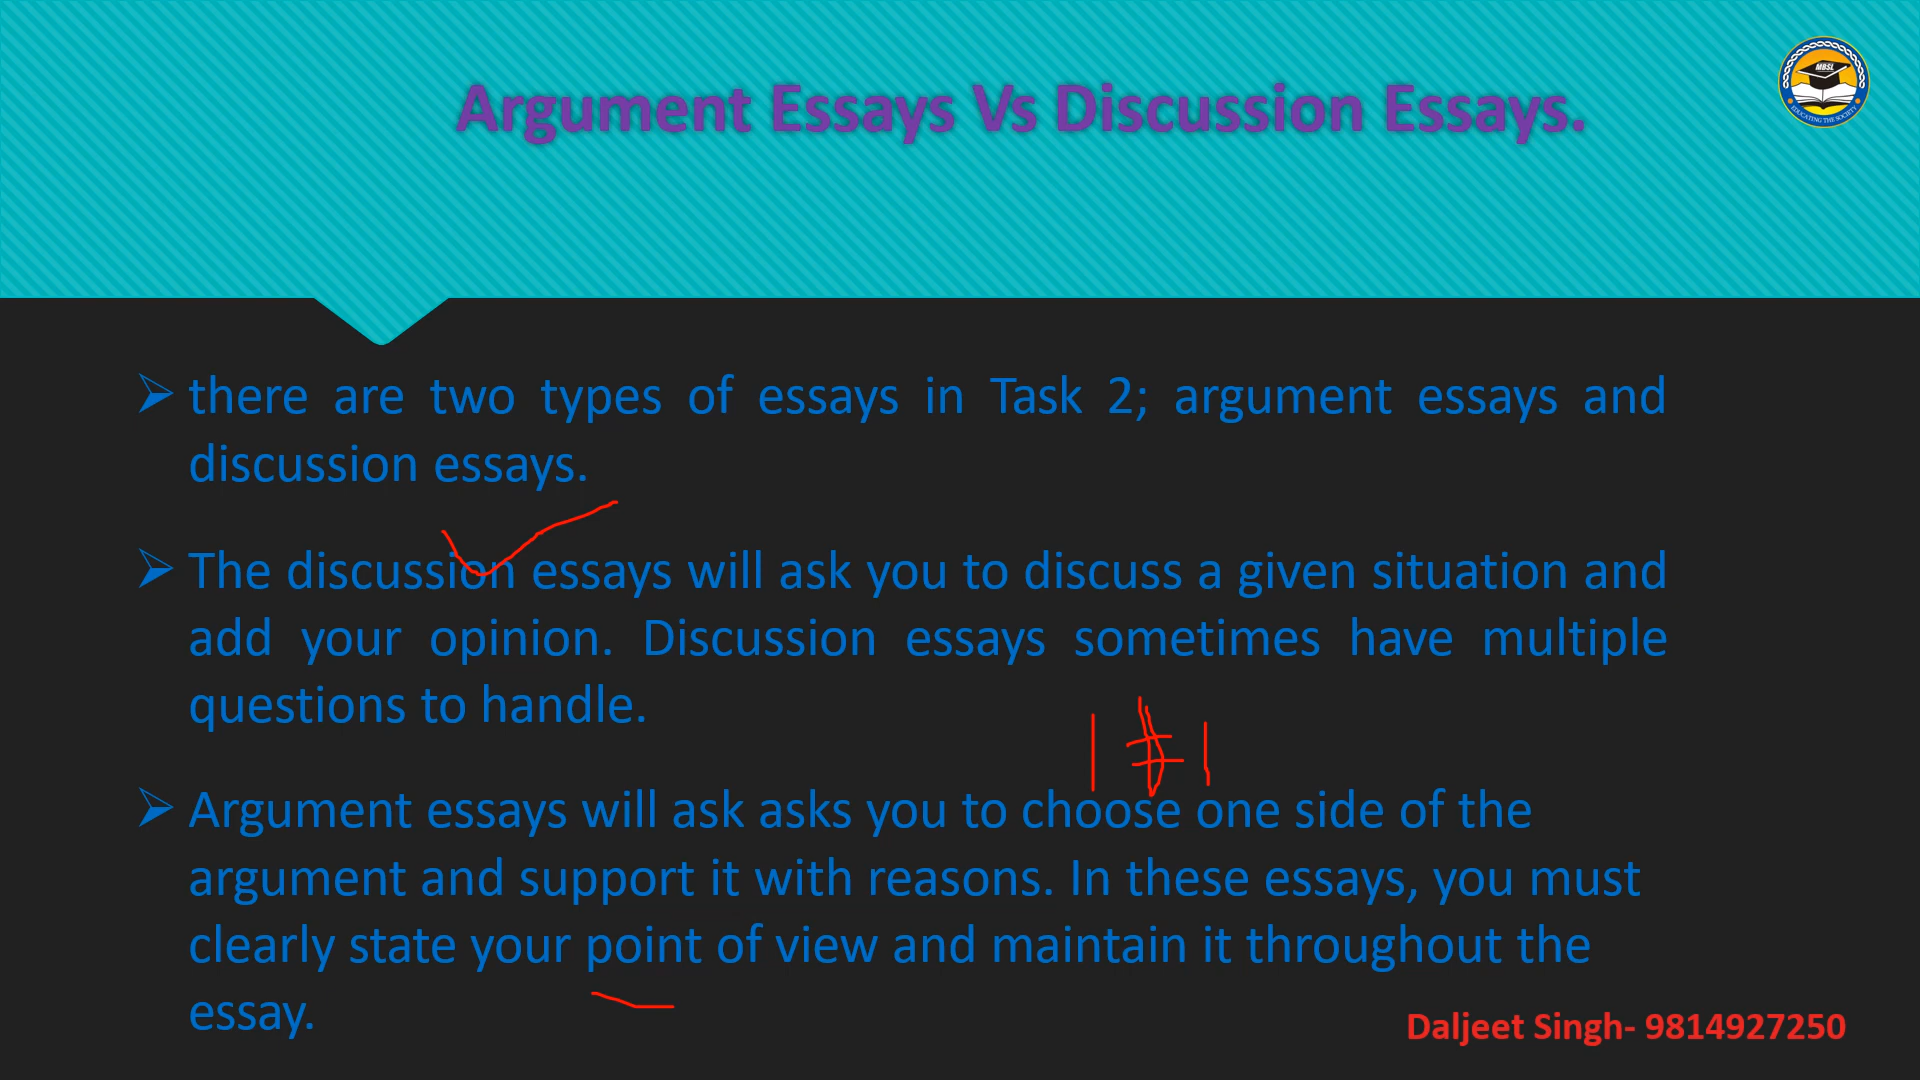 Argument Essays Vs Discussion Essays.
MBSL
EDUCATING THE SOCIETY
there are two types of essays in Task 2; argument essays and
discussion essays.
The discussion essays will ask you to discuss a given situation and
add your opinion. Discussion essays sometimes have multiple
questions to handle.
Argument essays will ask asks you to choose one side of the
argument and support it with reasons. In these essays, you must
clearly state your point of view and maintain it throughout the
essay.
Daljeet Singh- 9814927250